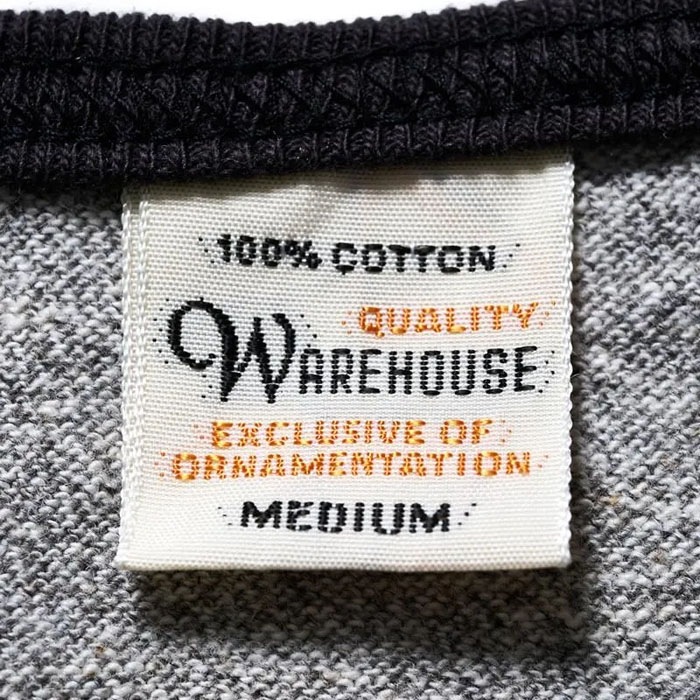 100% COTTON
QUALITY
WAREHOUSE
EXCLUSIVE OF
ORNAMENTATION
MEDIUM